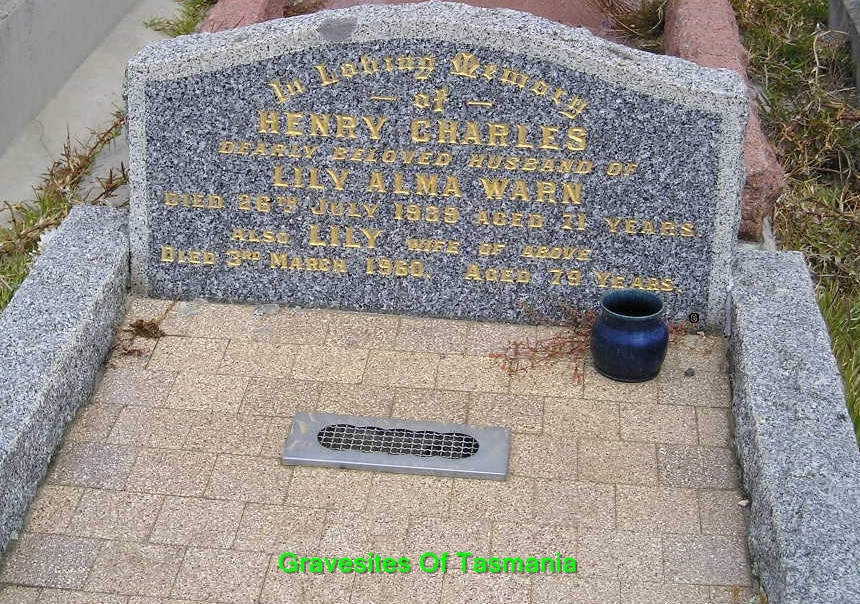 In Loving Memory
— of —
HENRY CHARLES
DEARLY BELOVED HUSBAND OF
LILY ALMA WARN
DIED 26TH JULY 1939 AGED 71 YEARS
ALSO LILY WIFE OF ABOVE
DIED 3RD MARCH 1960. AGED 79 YEARS.
Gravesites Of Tasmania